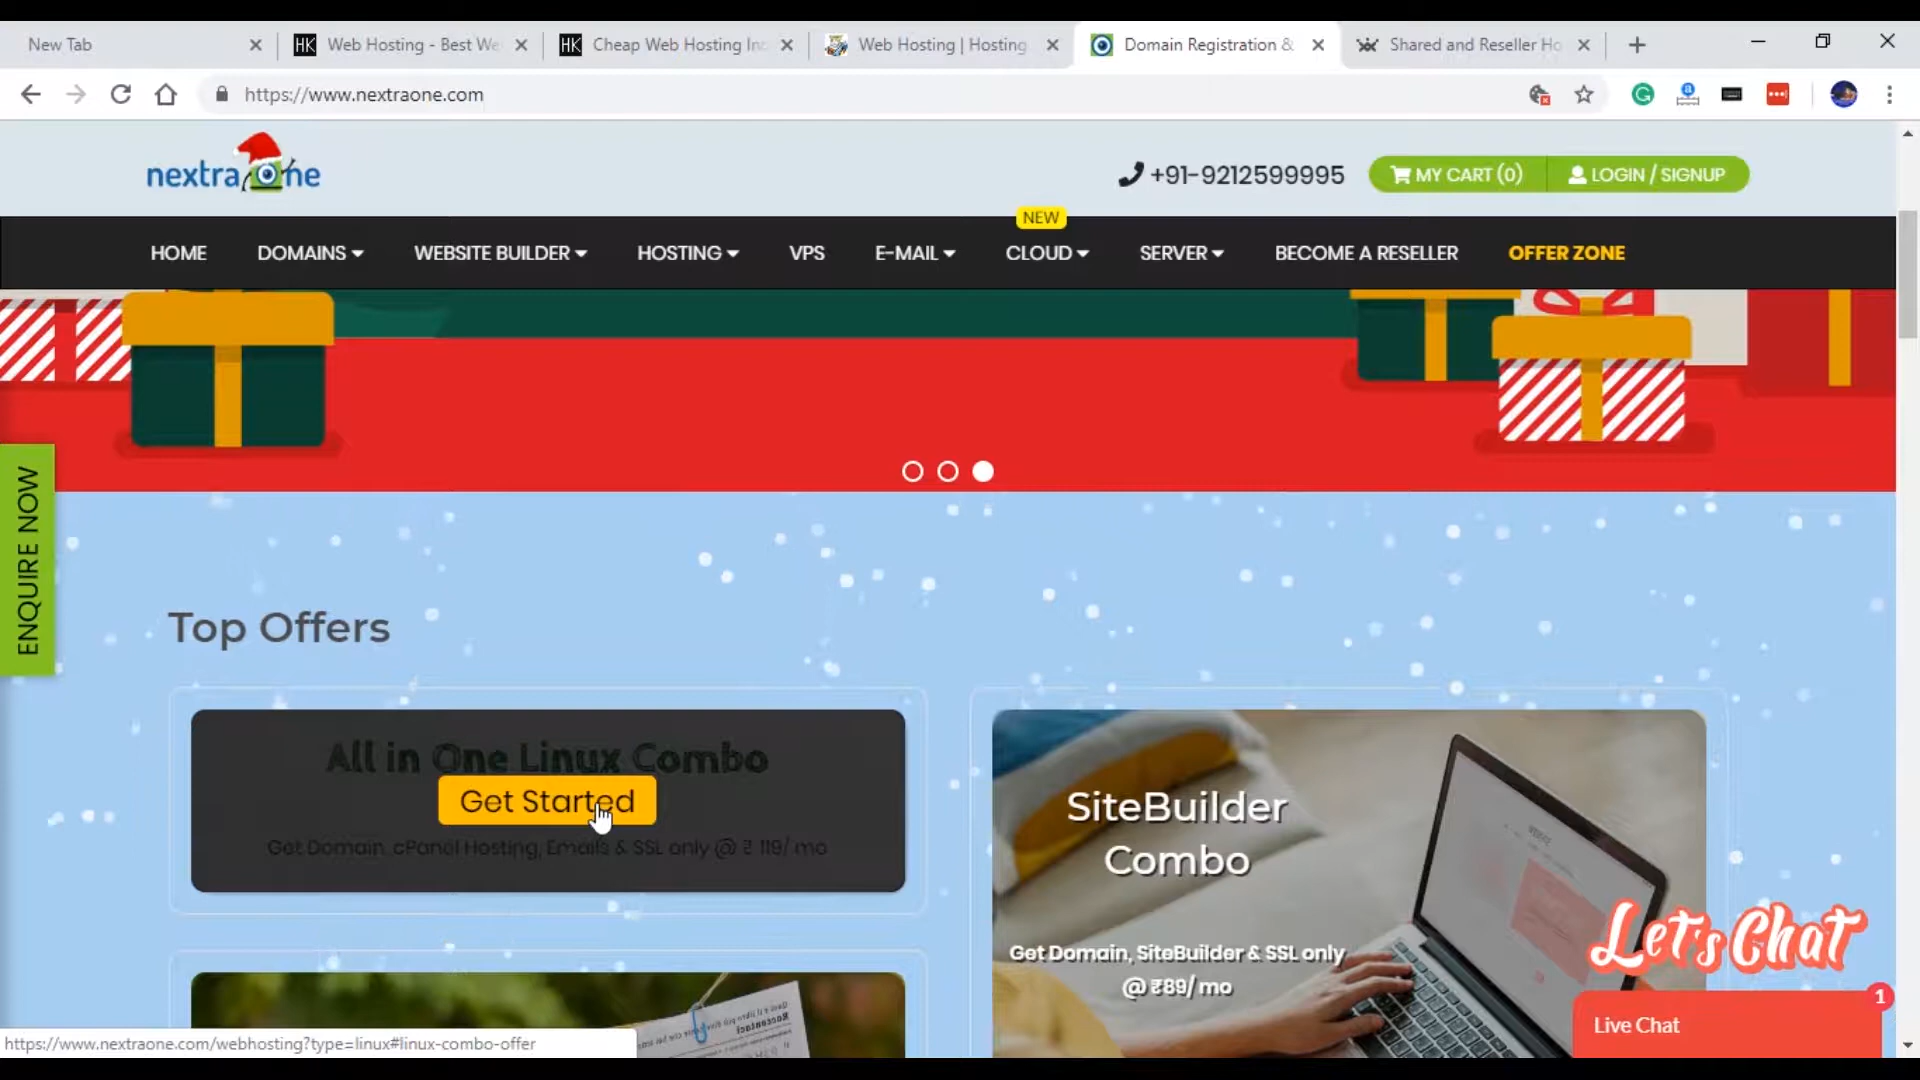 New Tab
HK Web Hosting - Best We
HK Cheap Web Hosting In
Web Hosting | Hosting
Domain Registration &
Shared and Reseller Ho
https://www.nextraone.com
nextraone
+91-9212599995
MY CART (0)
LOGIN / SIGNUP
NEW
HOME
DOMAINS
WEBSITE BUILDER
HOSTING
VPS
E-MAIL
CLOUD
SERVER
BECOME A RESELLER
OFFER ZONE
ENQUIRE NOW
Top Offers
All in One Linux Combo
Get Started
Get Domain, cPanel Hosting, Emails & SSL only @ ₹ 119/ mo
SiteBuilder
Combo
Get Domain, SiteBuilder & SSL only
@ ₹89/ mo
Let's Chat
1
Live Chat
https://www.nextraone.com/webhosting?type=linux#linux-combo-offer